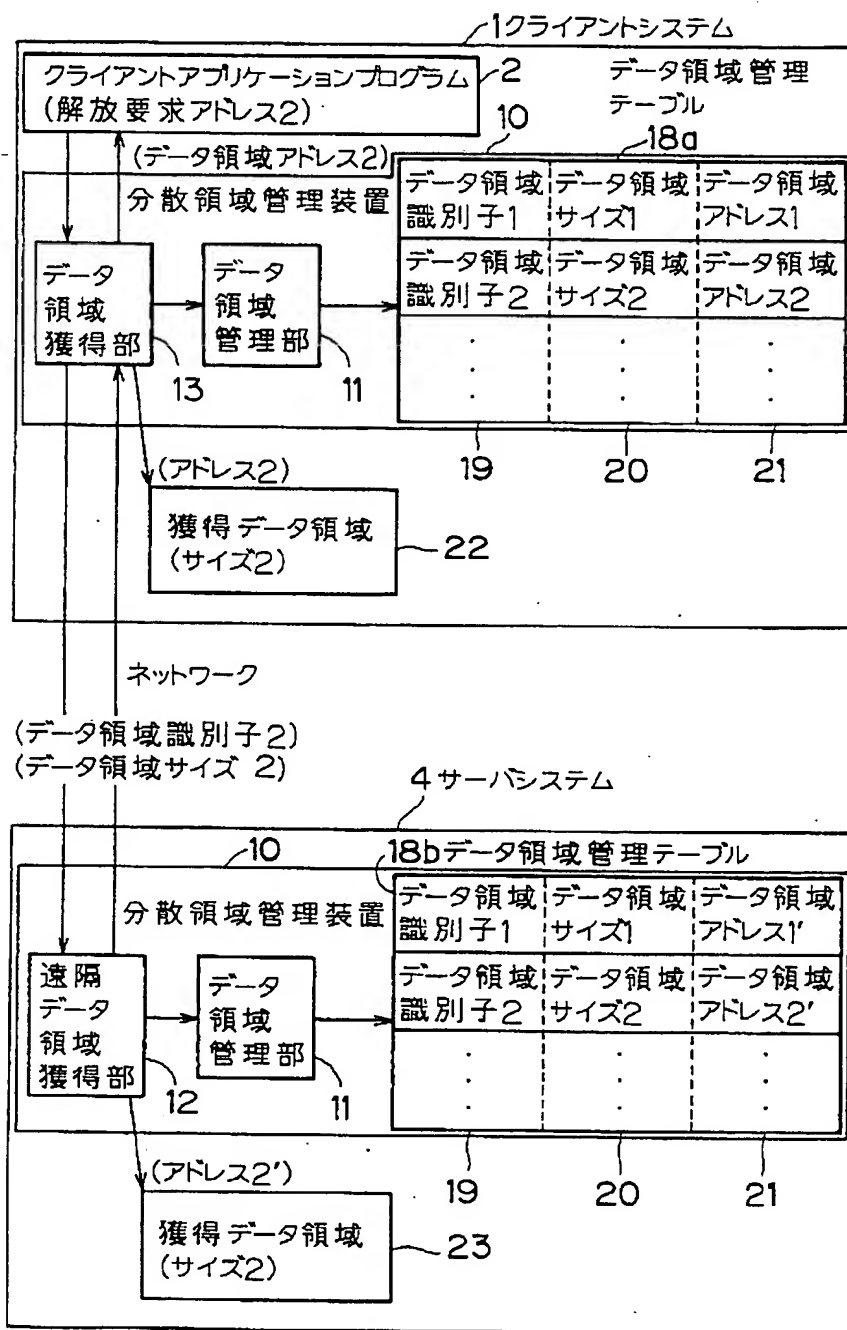 1クライアントシステム
クライアントアプリケーションプログラム
(解放要求アドレス2)
2
データ領域管理
テーブル
10
18a
(データ領域アドレス2)
分散領域管理装置
データ領域
識別子1
データ領域
サイズ1
データ領域
アドレス1
データ領域
識別子2
データ領域
サイズ2
データ領域
アドレス2
データ
領域
獲得部
13
データ
領域
管理部
11
19
20
21
(アドレス2)
獲得データ領域
(サイズ2)
22
ネットワーク
(データ領域識別子2)
(データ領域サイズ 2)
4サーバシステム
10
18bデータ領域管理テーブル
分散領域管理装置
データ領域
識別子1
データ領域
サイズ1
データ領域
アドレス1'
データ領域
識別子2
データ領域
サイズ2
データ領域
アドレス2'
遠隔
データ
領域
獲得部
12
データ
領域
管理部
11
19
20
21
(アドレス2')
獲得データ領域
(サイズ2)
23